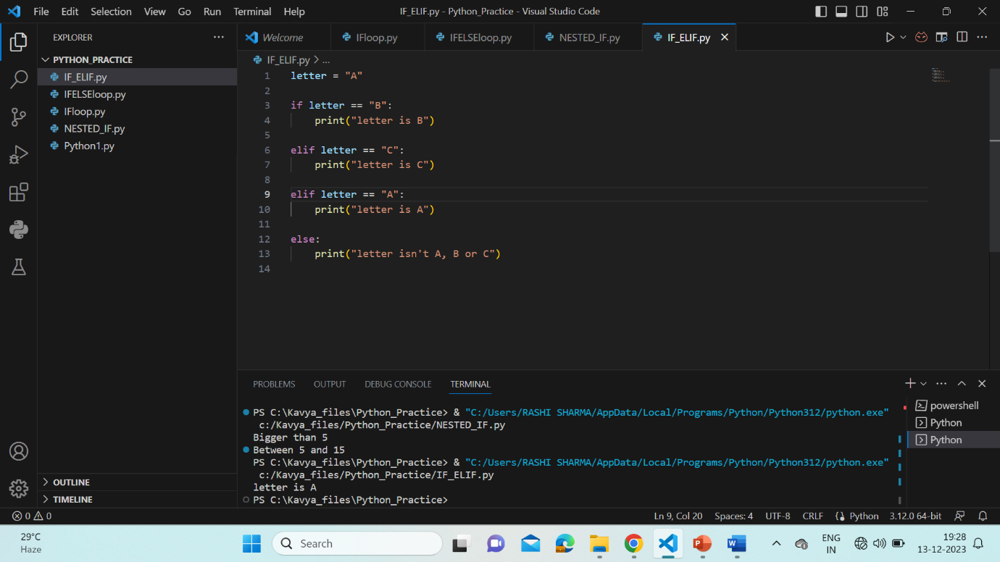 File Edit Selection View Go Run Terminal Help
IF_ELIF.py - Python_Practice - Visual Studio Code
EXPLORER
PYTHON_PRACTICE
IF_ELIF.py
IFELSEloop.py
IFloop.py
NESTED_IF.py
Python1.py
OUTLINE
TIMELINE
Welcome IFloop.py IFELSEloop.py NESTED_IF.py IF_ELIF.py
IF_ELIF.py > ...
1 letter = "A"
2
3 if letter == "B":
4 print("letter is B")
5
6 elif letter == "C":
7 print("letter is C")
8
9 elif letter == "A":
10 print("letter is A")
11
12 else:
13 print("letter isn't A, B or C")
14
PROBLEMS OUTPUT DEBUG CONSOLE TERMINAL
PS C:\Kavya_files\Python_Practice> & "C:/Users/RASHI SHARMA/AppData/Local/Programs/Python/Python312/python.exe"
c:/Kavya_files/Python_Practice/NESTED_IF.py
Bigger than 5
Between 5 and 15
PS C:\Kavya_files\Python_Practice> & "C:/Users/RASHI SHARMA/AppData/Local/Programs/Python/Python312/python.exe"
c:/Kavya_files/Python_Practice/IF_ELIF.py
letter is A
PS C:\Kavya_files\Python_Practice>
powershell
Python
Python
0 0 Ln 9, Col 20 Spaces: 4 UTF-8 CRLF Python 3.12.0 64-bit
29°C
Haze
Search
ENG
IN
19:28
13-12-2023